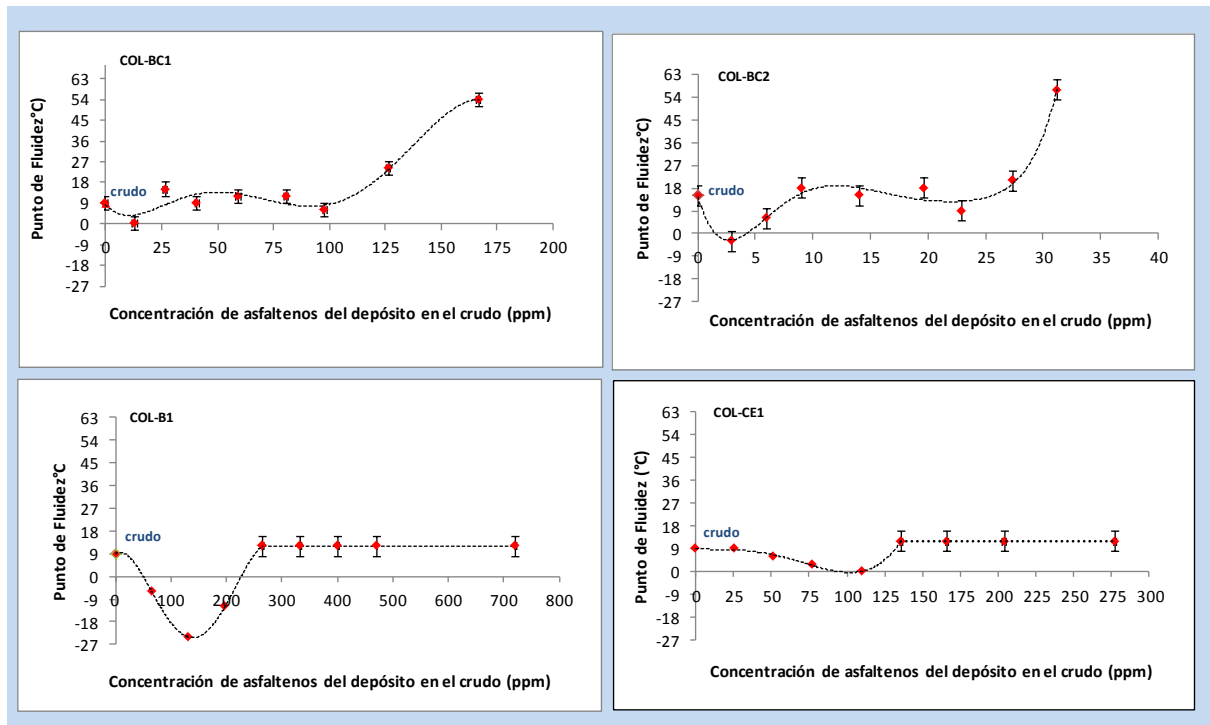 COL-BC1
Punto de Fluidez°C)
63
54
45
36
27
18
9
0
-9
-18
-27
crudo
0 25 50 75 100 125 150 175 200
Concentración de asfaltenos del depósito en el crudo (ppm)
COL-BC2
Punto de Fluidez°C)
63
54
45
36
27
18
9
0
-9
-18
-27
crudo
0 5 10 15 20 25 30 35 40
Concentración de asfaltenos del depósito en el crudo (ppm)
COL-B1
Punto de Fluidez°C
63
54
45
36
27
18
9
0
-9
-18
-27
crudo
0 100 200 300 400 500 600 700 800
Concentración de asfaltenos del depósito en el crudo (ppm)
COL-CE1
Punto de Fluidez (°C)
63
54
45
36
27
18
9
0
-9
-18
-27
crudo
0 25 50 75 100 125 150 175 200 225 250 275 300
Concentración de asfaltenos del depósito en el crudo (ppm)